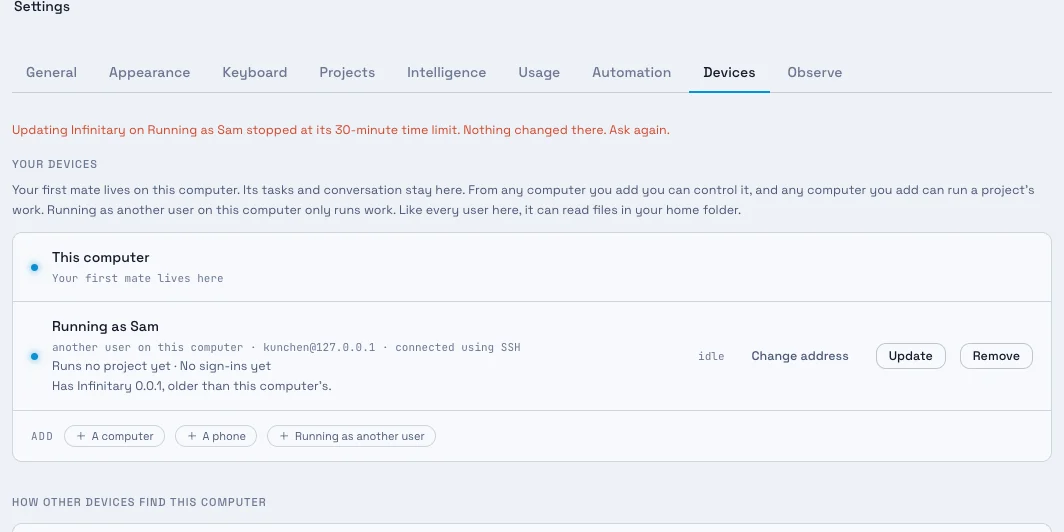 Settings
General
Appearance
Keyboard
Projects
Intelligence
Usage
Automation
Devices
Observe
Updating Infinitary on Running as Sam stopped at its 30-minute time limit. Nothing changed there. Ask again.
YOUR DEVICES
Your first mate lives on this computer. Its tasks and conversation stay here. From any computer you add you can control it, and any computer you add can run a project's
work. Running as another user on this computer only runs work. Like every user here, it can read files in your home folder.
This computer
Your first mate lives here
Running as Sam
another user on this computer · kunchen@127.0.0.1 · connected using SSH
Runs no project yet · No sign-ins yet
Has Infinitary 0.0.1, older than this computer's.
idle
Change address
Update
Remove
ADD
+ A computer
+ A phone
+ Running as another user
HOW OTHER DEVICES FIND THIS COMPUTER